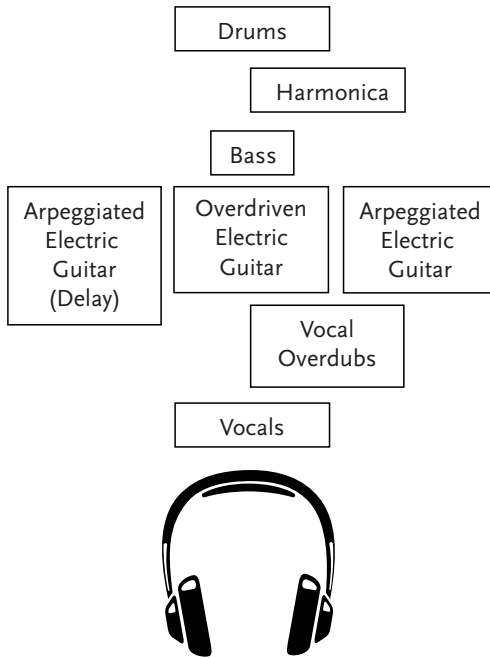 Drums
Harmonica
Bass
Arpeggiated
Electric
Guitar
(Delay)
Overdriven
Electric
Guitar
Arpeggiated
Electric
Guitar
Vocal
Overdubs
Vocals